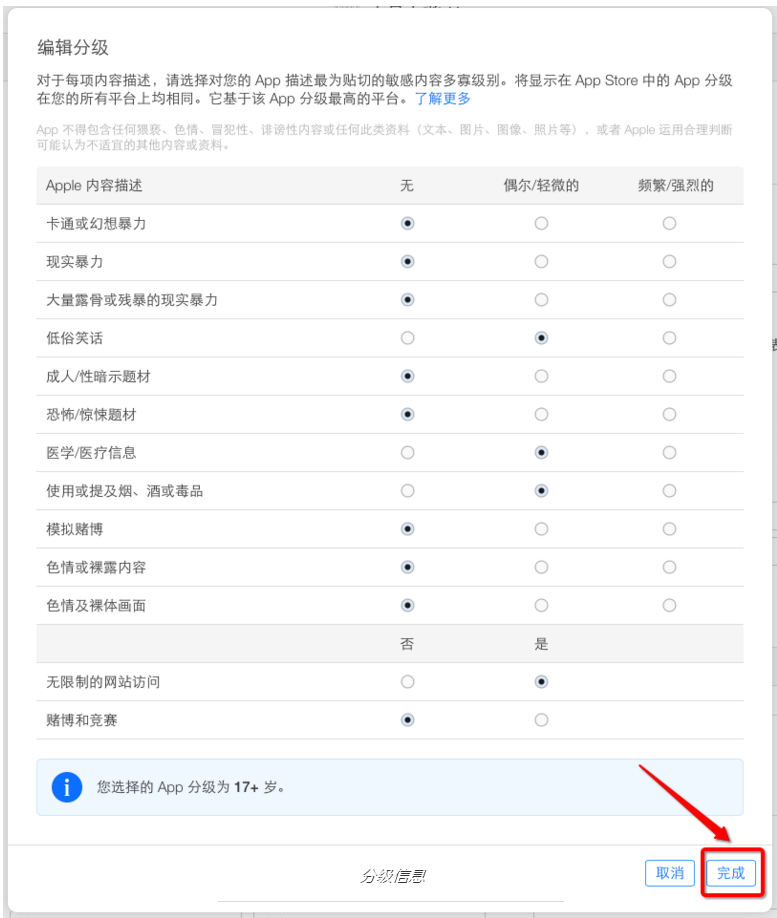 编辑分级
对于每项内容描述，请选择对您的 App 描述最为贴切的敏感内容多寡级别。将显示在 App Store 中的 App 分级
在您的所有平台上均相同。它基于该 App 分级最高的平台。了解更多
App 不得包含任何猥亵、色情、冒犯性、诽谤性内容或任何此类资料（文本、图片、图像、照片等），或者 Apple 运用合理判断
可能认为不适宜的其他内容或资料。
Apple 内容描述 无 偶尔/轻微的 频繁/强烈的
卡通或幻想暴力
现实暴力
大量露骨或残暴的现实暴力
低俗笑话
成人/性暗示题材
恐怖/惊悚题材
医学/医疗信息
使用或提及烟、酒或毒品
模拟赌博
色情或裸露内容
色情及裸体画面
否 是
无限制的网站访问
赌博和竞赛
您选择的 App 分级为 17+ 岁。
分级信息 取消 完成